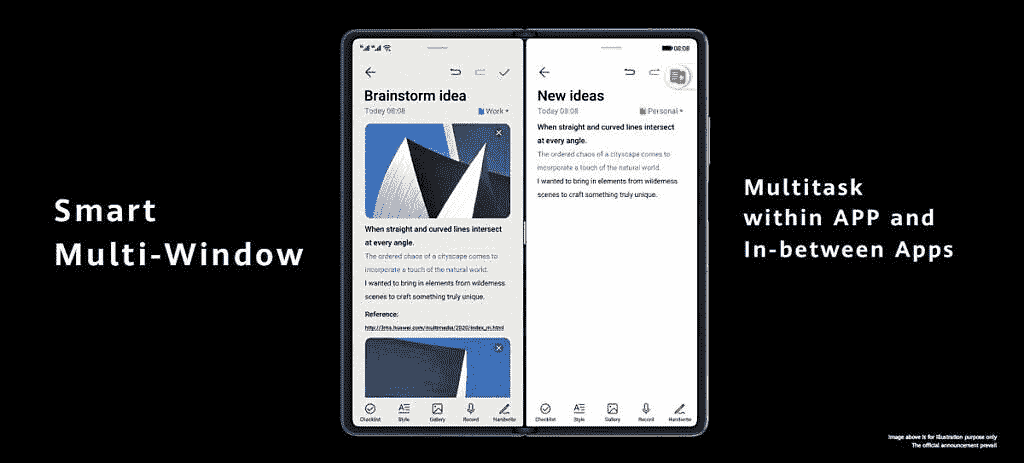 Smart
Multi-Window
08:08
Brainstorm idea
Today 08:08
Work
When straight and curved lines intersect
at every angle.
The ordered chaos of a cityscape comes to
incorporate a touch of the natural world.
I wanted to bring in elements from wilderness
scenes to craft something truly unique.
Reference:
http://3ms.huawei.com/multimedia/2020/index_m.html
Checklist
Style
Gallery
Record
Handwrite
New ideas
Today 08:08
Personal
When straight and curved lines intersect
at every angle.
The ordered chaos of a cityscape comes to
incorporate a touch of the natural world.
I wanted to bring in elements from wilderness
scenes to craft something truly unique.
Checklist
Style
Gallery
Record
Handwrite
Multitask
within APP and
In-between Apps
Image above it for illustration purpose only
The official announcement prevail